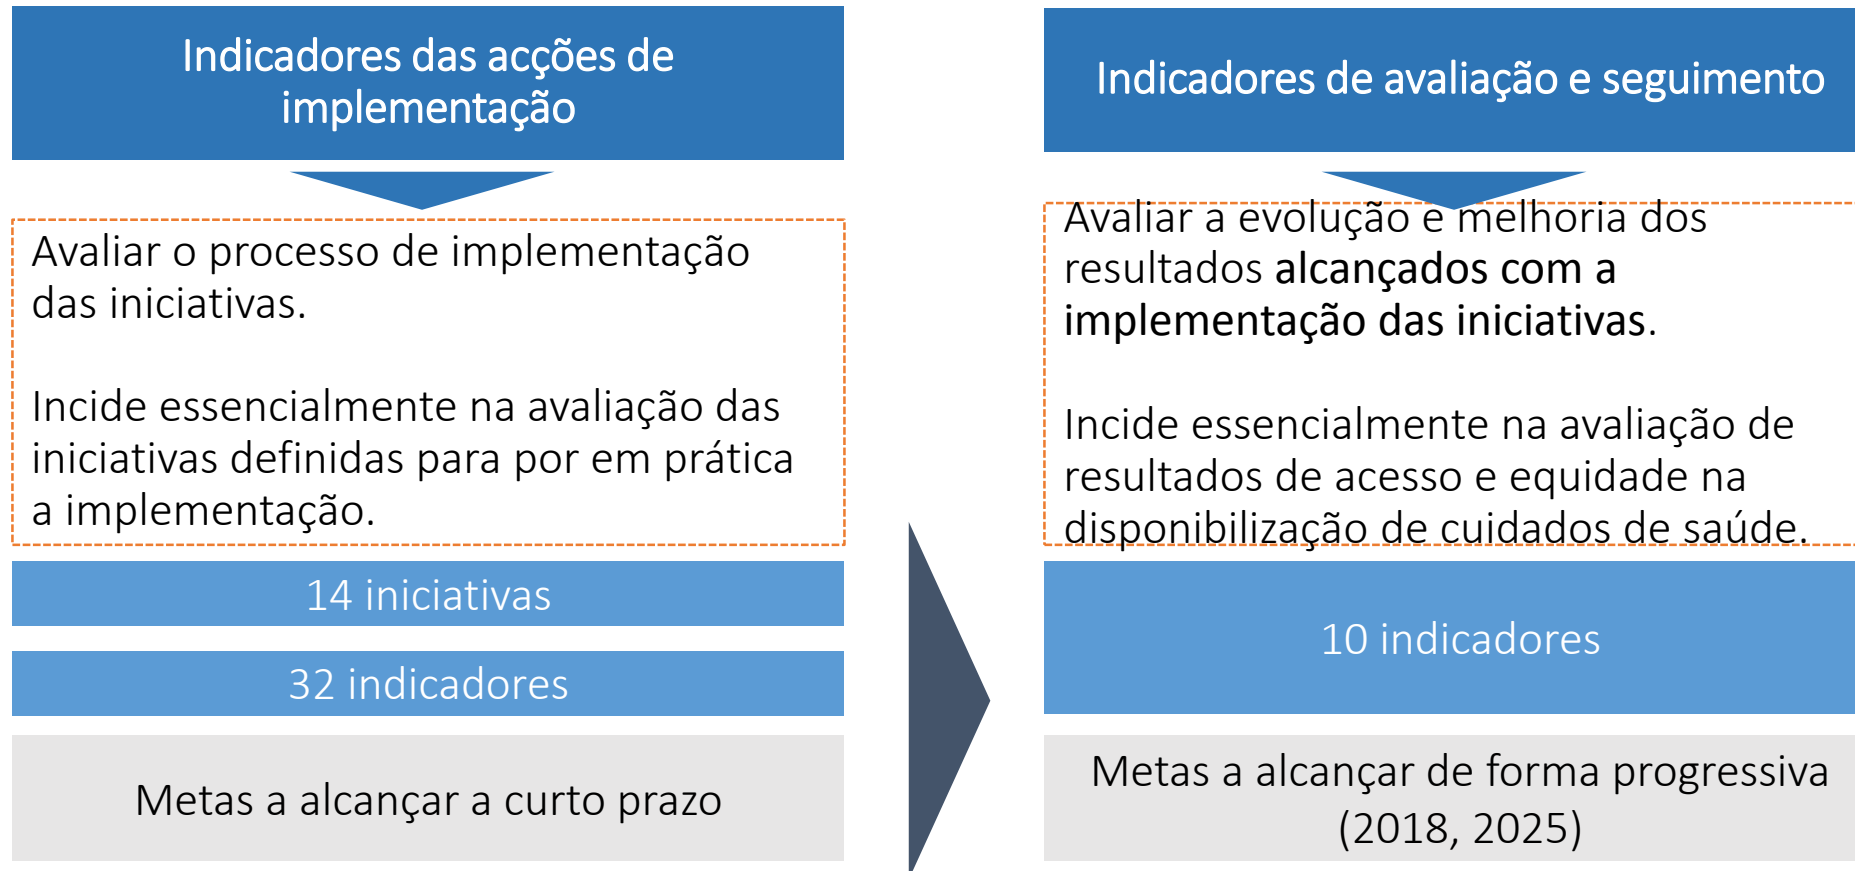 Indicadores das acções de
implementação
Avaliar o processo de implementação
das iniciativas.
Incide essencialmente na avaliação das
iniciativas definidas para por em prática
a implementação.
14 iniciativas
32 indicadores
Metas a alcançar a curto prazo
Indicadores de avaliação e seguimento
Avaliar a evolução e melhoria dos
resultados alcançados com a
implementação das iniciativas.
Incide essencialmente na avaliação de
resultados de acesso e equidade na
disponibilização de cuidados de saúde.
10 indicadores
Metas a alcançar de forma progressiva
(2018, 2025)